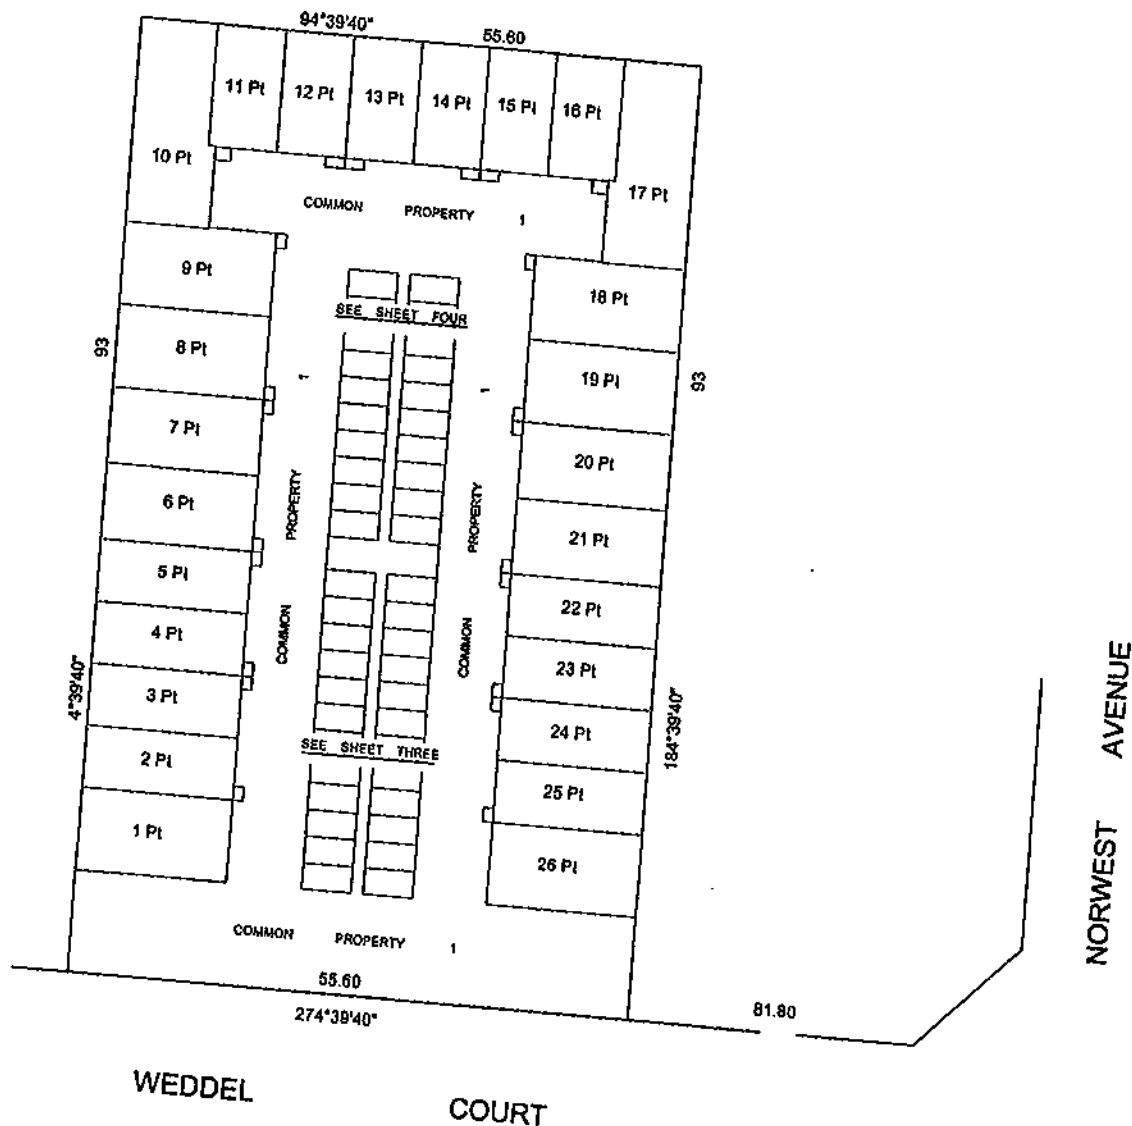 94°39'40"
55.60
11 Pt
12 Pt
13 Pt
14 Pt
15 Pt
16 Pt
10 Pt
17 Pt
COMMON PROPERTY 1
9 Pt
18 Pt
SEE SHEET FOUR
8 Pt
19 Pt
93
93
7 Pt
20 Pt
6 Pt
21 Pt
5 Pt
22 Pt
4 Pt
23 Pt
3 Pt
24 Pt
2 Pt
25 Pt
1 Pt
26 Pt
COMMON PROPERTY 1
COMMON PROPERTY 1
4°39'40"
184°39'40"
SEE SHEET THREE
COMMON PROPERTY 1
55.60
274°39'40"
81.80
NORWEST AVENUE
WEDDEL COURT